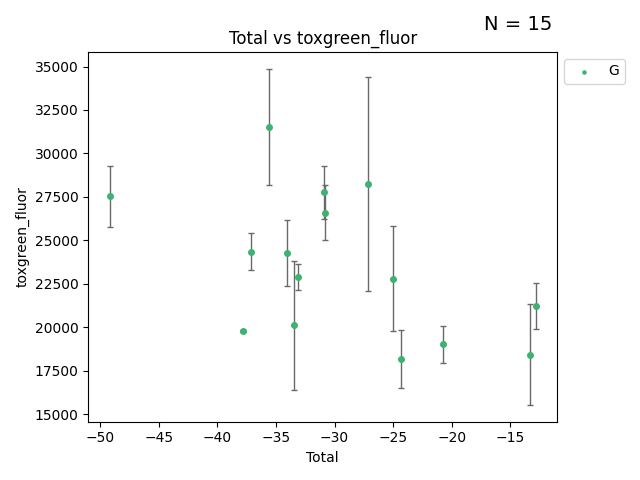 N = 15
Total vs toxgreen_fluor
G
toxgreen_fluor
35000
32500
30000
27500
25000
22500
20000
17500
15000
−50 −45 −40 −35 −30 −25 −20 −15
Total